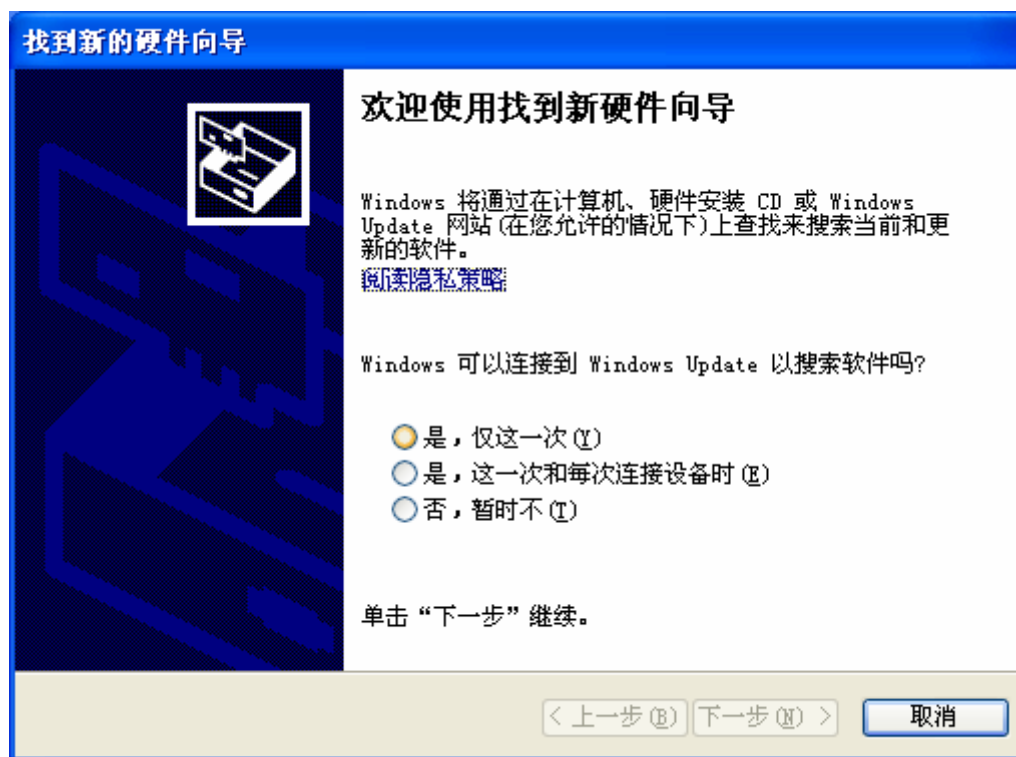 找到新的硬件向导
欢迎使用找到新硬件向导
Windows 将通过在计算机、硬件安装 CD 或 Windows
Update 网站(在您允许的情况下)上查找来搜索当前和更
新的软件。
阅读隐私策略
Windows 可以连接到 Windows Update 以搜索软件吗?
是，仅这一次(Y)
是，这一次和每次连接设备时(E)
否，暂时不(T)
单击“下一步”继续。
< 上一步(B) 下一步(N) > 取消